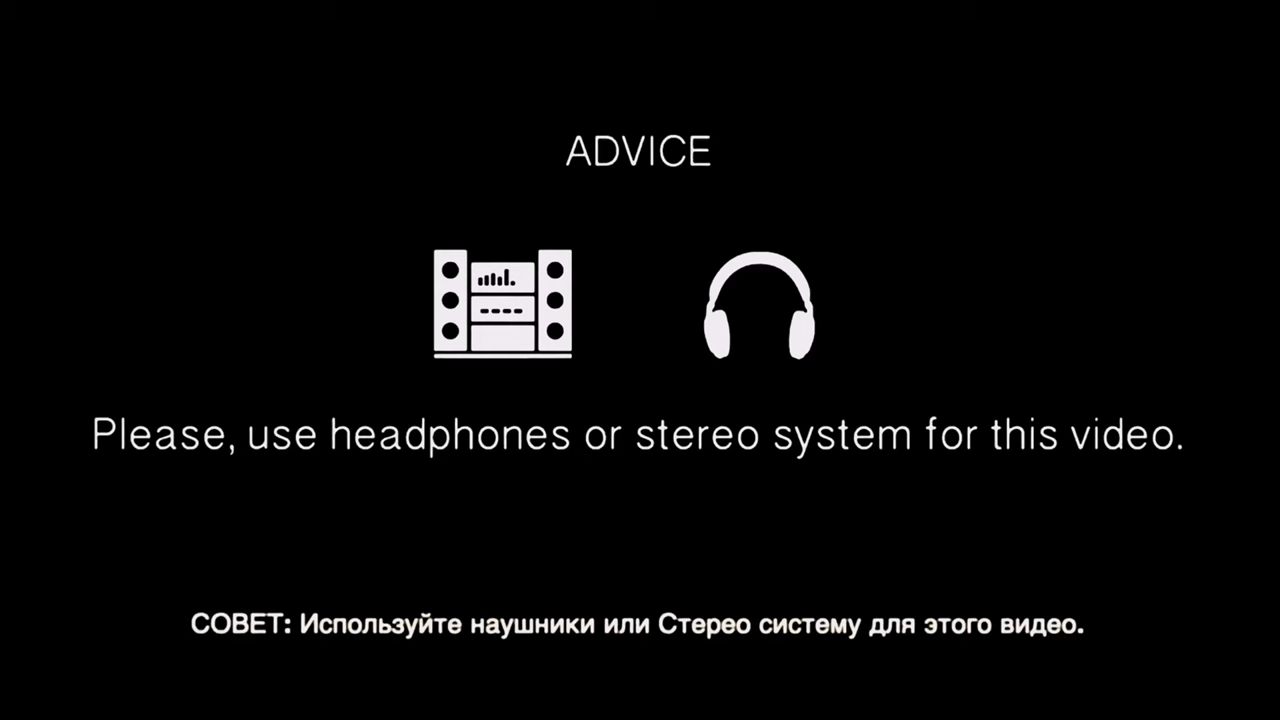 ADVICE
Please, use headphones or stereo system for this video.
СОВЕТ: Используйте наушники или Стерео систему для этого видео.